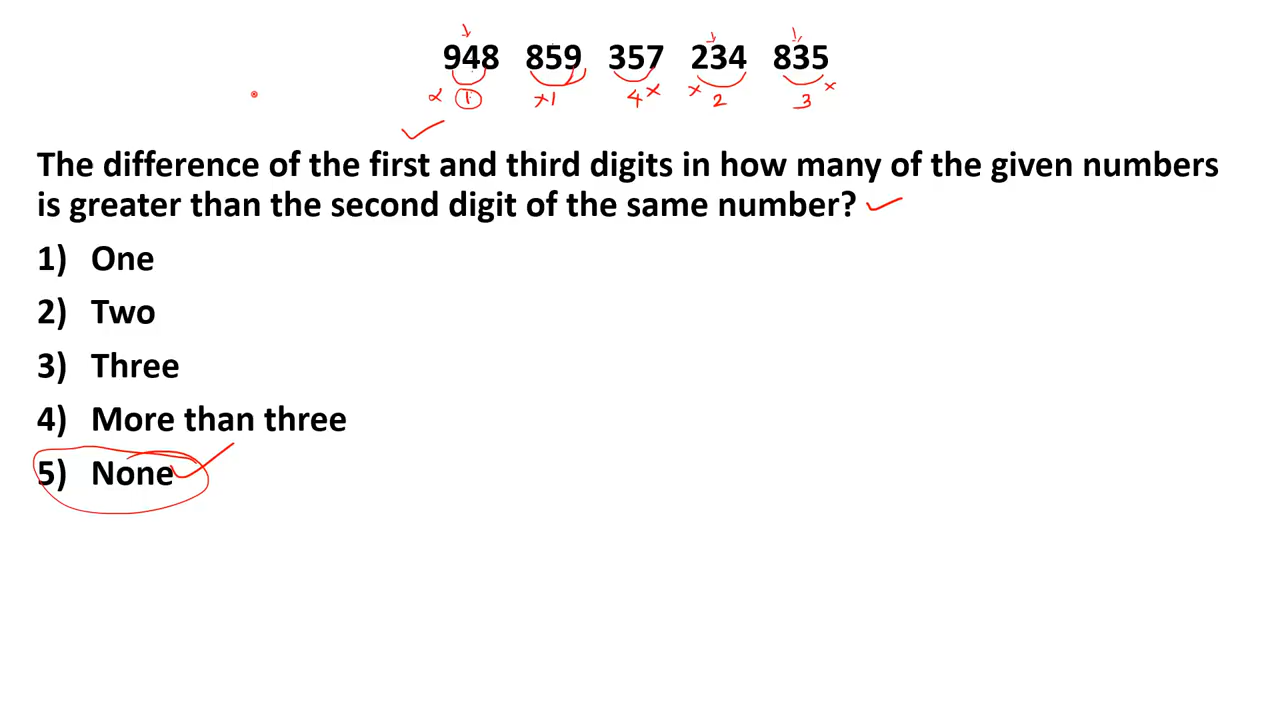 948 859 357 234 835
x 1 x1 4x x 2 3 x
The difference of the first and third digits in how many of the given numbers
is greater than the second digit of the same number?
1) One
2) Two
3) Three
4) More than three
5) None